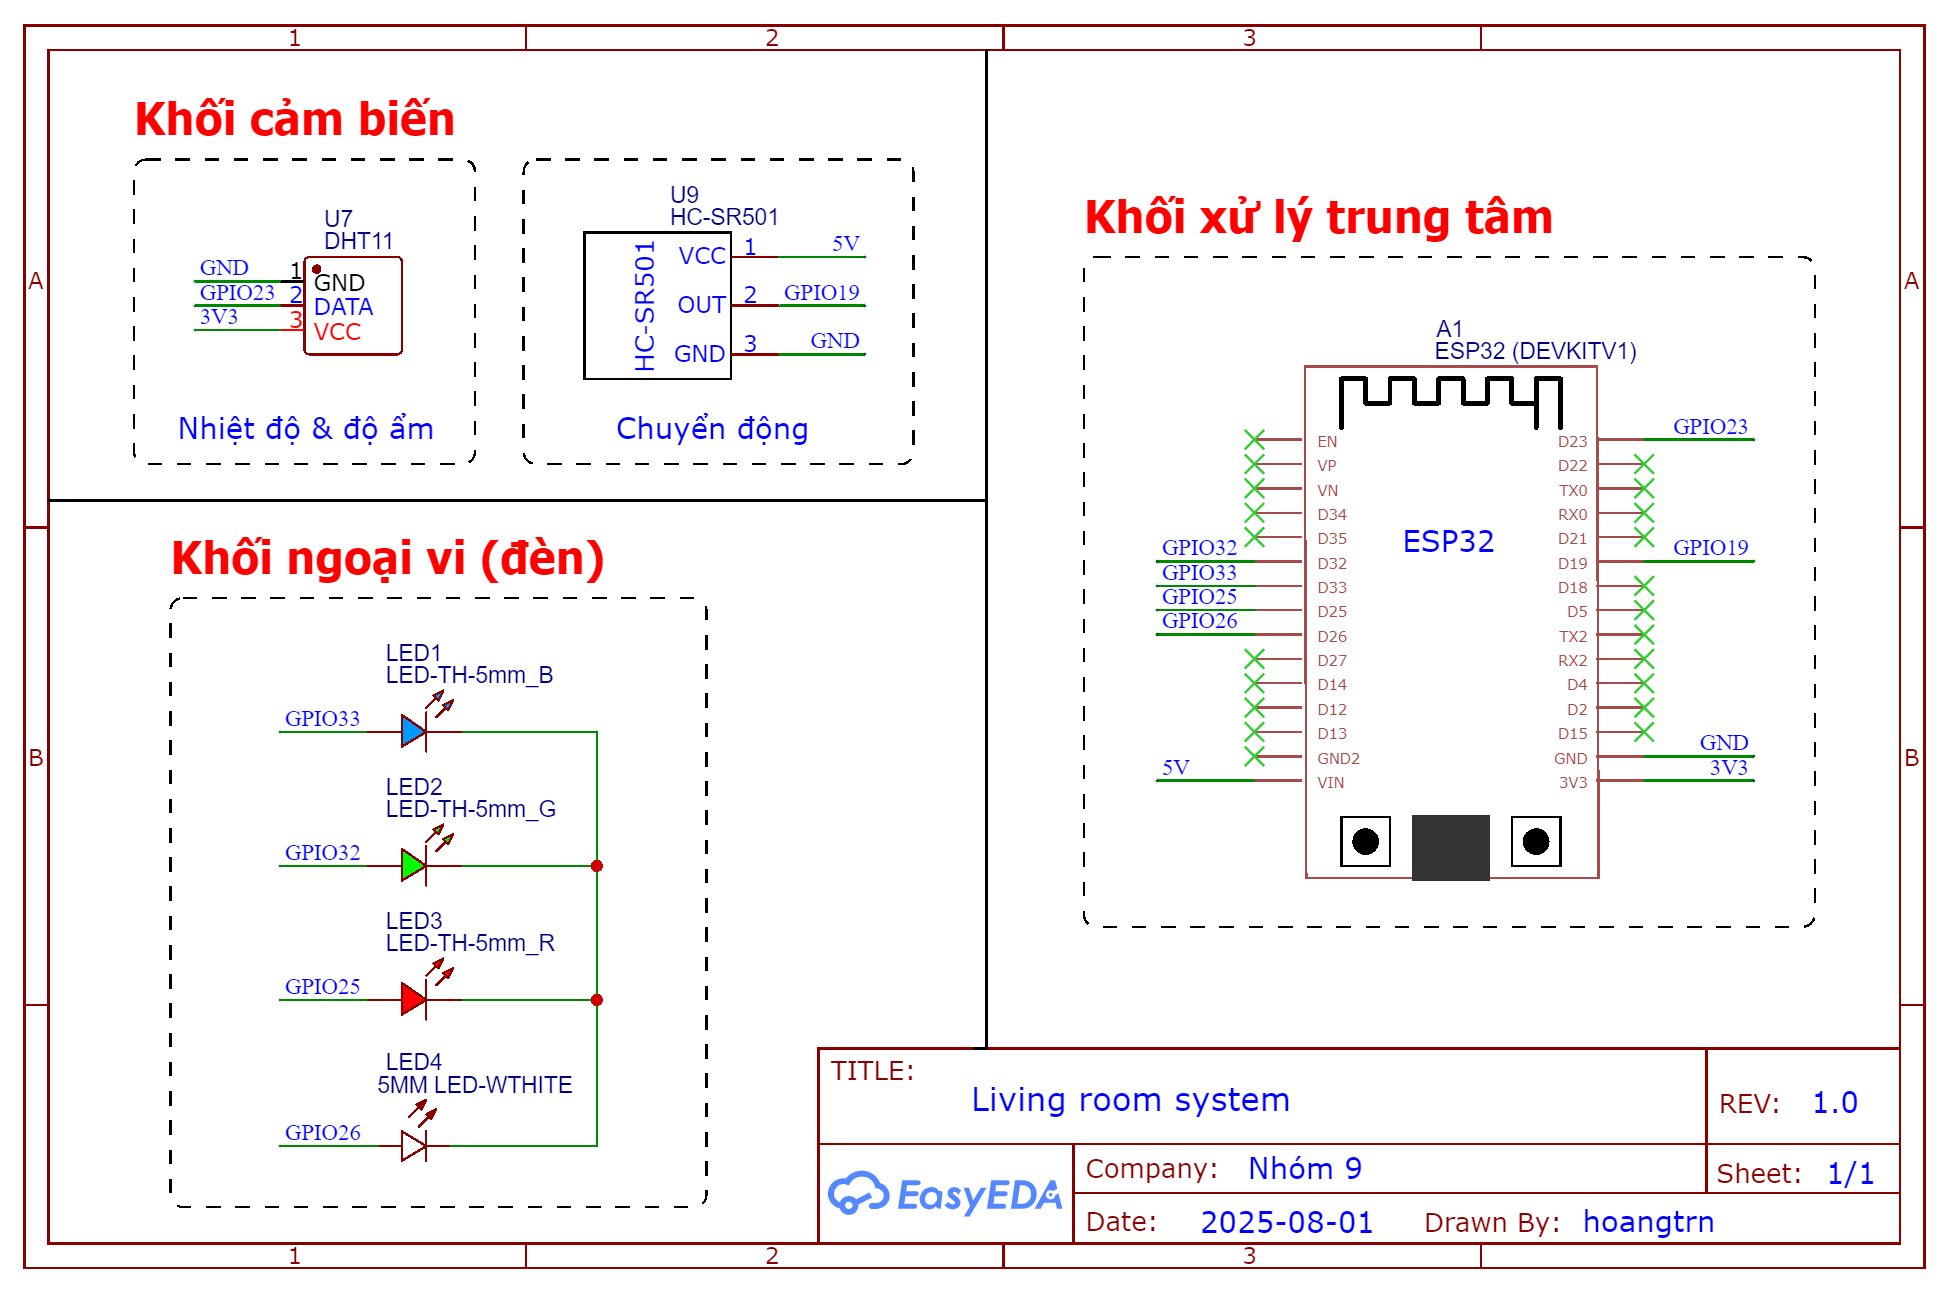 1
2
3
A
B
A
B
1
2
3
Khối cảm biến
U7
DHT11
GND
1
GND
GPIO23
2
DATA
3V3
3
VCC
Nhiệt độ & độ ẩm
U9
HC-SR501
HC-SR501
VCC
1
5V
OUT
2
GPIO19
GND
3
GND
Chuyển động
Khối ngoại vi (đèn)
LED1
LED-TH-5mm_B
GPIO33
LED2
LED-TH-5mm_G
GPIO32
LED3
LED-TH-5mm_R
GPIO25
LED4
5MM LED-WTHITE
GPIO26
Khối xử lý trung tâm
A1
ESP32 (DEVKITV1)
ESP32
EN
VP
VN
D34
D35
GPIO32
D32
GPIO33
D33
GPIO25
D25
GPIO26
D26
D27
D14
D12
D13
GND2
5V
VIN
D23
GPIO23
D22
TX0
RX0
D21
D19
GPIO19
D18
D5
TX2
RX2
D4
D2
D15
GND
GND
3V3
3V3
TITLE:
Living room system
REV: 1.0
EasyEDA
Company: Nhóm 9
Sheet: 1/1
Date: 2025-08-01
Drawn By: hoangtrn